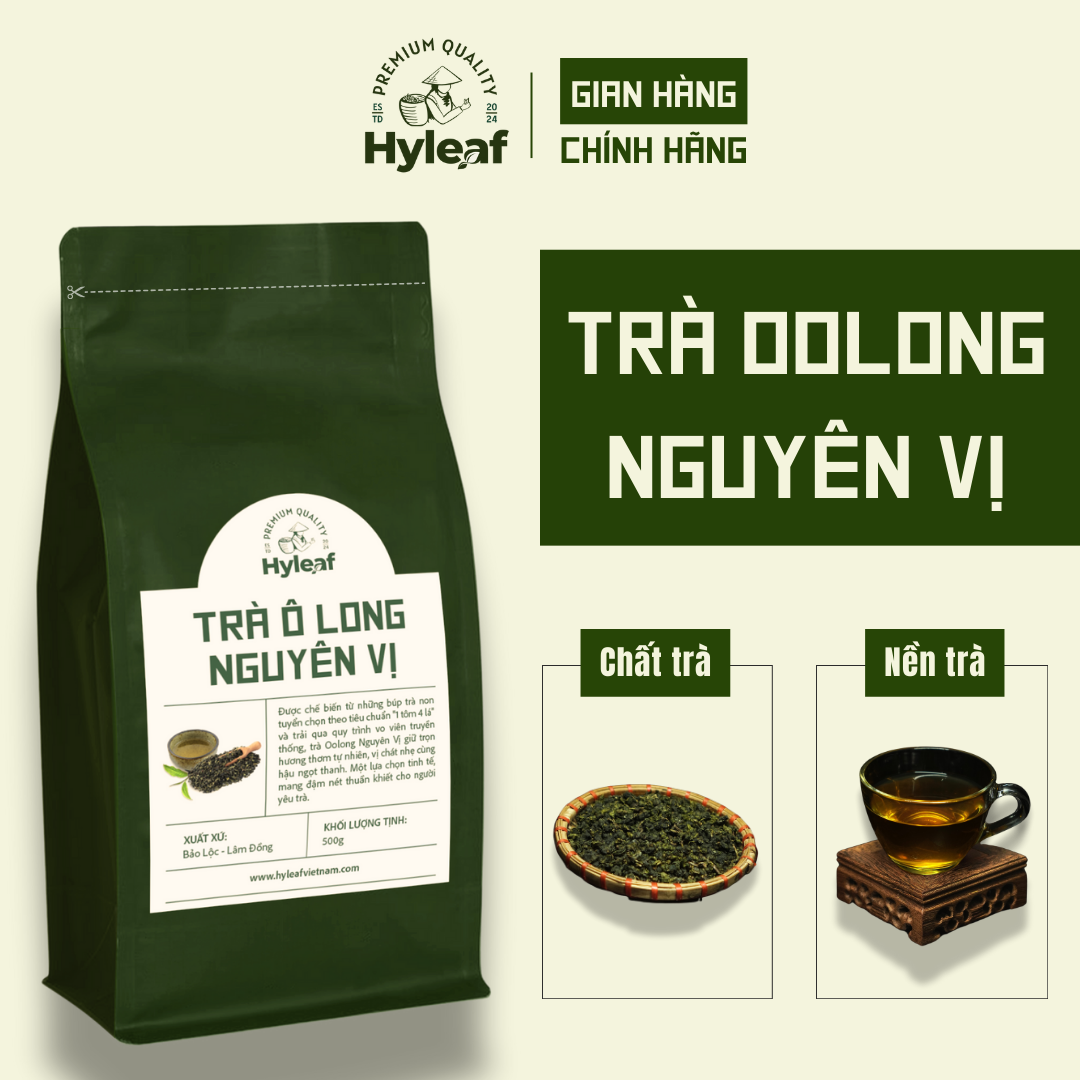 PREMIUM QUALITY
ES
TD
20
24
Hyleaf
GIAN HÀNG
CHÍNH HÃNG
TRÀ OOLONG
NGUYÊN VỊ
PREMIUM QUALITY
Hyleaf
TRÀ Ô LONG
NGUYÊN VỊ
Được chế biến từ những búp trà non
tuyển chọn theo tiêu chuẩn "1 tôm 4 lá"
và trải qua quy trình vo viên truyền
thống, trà Oolong Nguyên Vị giữ trọn
hương thơm tự nhiên, vị chát nhẹ cùng
hậu ngọt thanh. Một lựa chọn tinh tế,
mang đậm nét thuần khiết cho người
yêu trà.
XUẤT XỨ:
Bảo Lộc - Lâm Đồng
KHỐI LƯỢNG TỊNH:
500g
www.hyleafvietnam.com
Chất trà
Nền trà